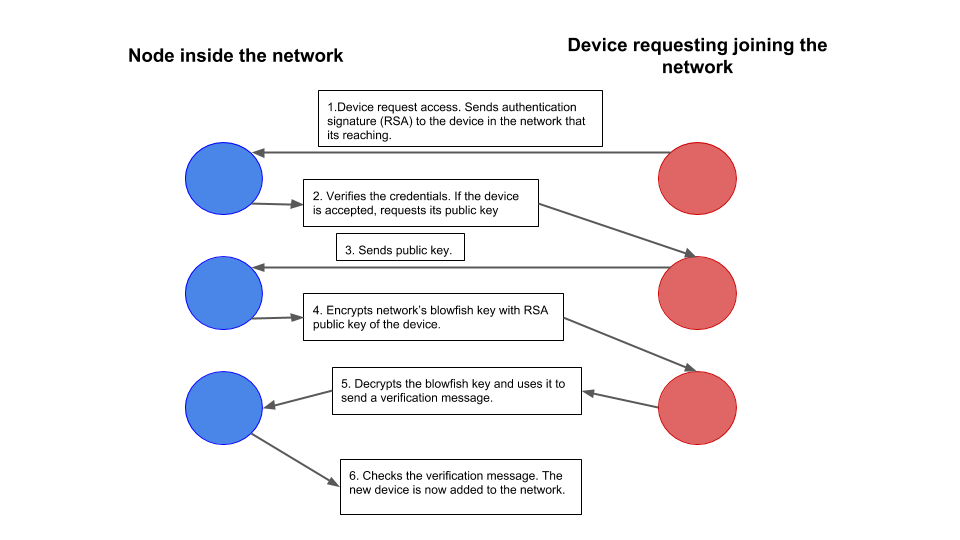 Node inside the network
Device requesting joining the
network
1.Device request access. Sends authentication
signature (RSA) to the device in the network that
its reaching.
2. Verifies the credentials. If the device
is accepted, requests its public key
3. Sends public key.
4. Encrypts network's blowfish key with RSA
public key of the device.
5. Decrypts the blowfish key and uses it to
send a verification message.
6. Checks the verification message. The
new device is now added to the network.